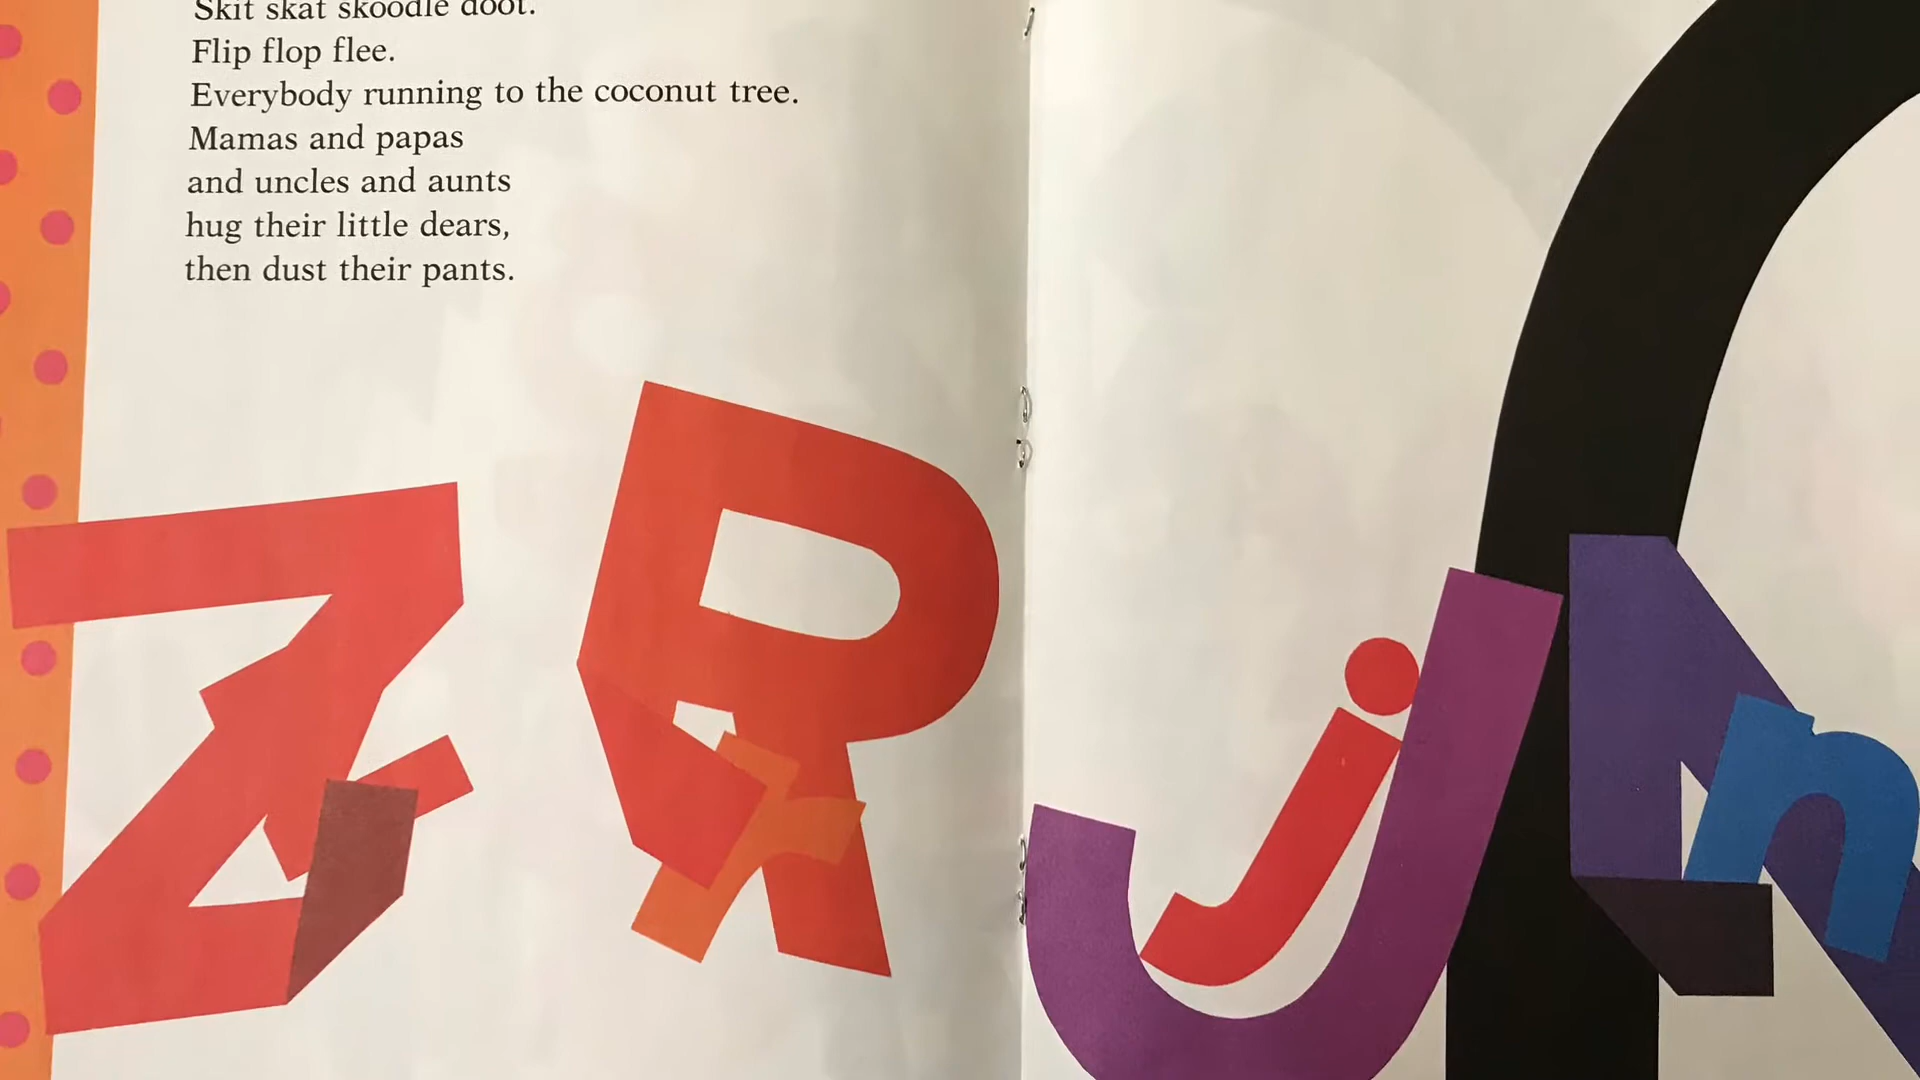 Skit skat skoodle doot.
Flip flop flee.
Everybody running to the coconut tree.
Mamas and papas
and uncles and aunts
hug their little dears,
then dust their pants.
Z R J j N n
z r